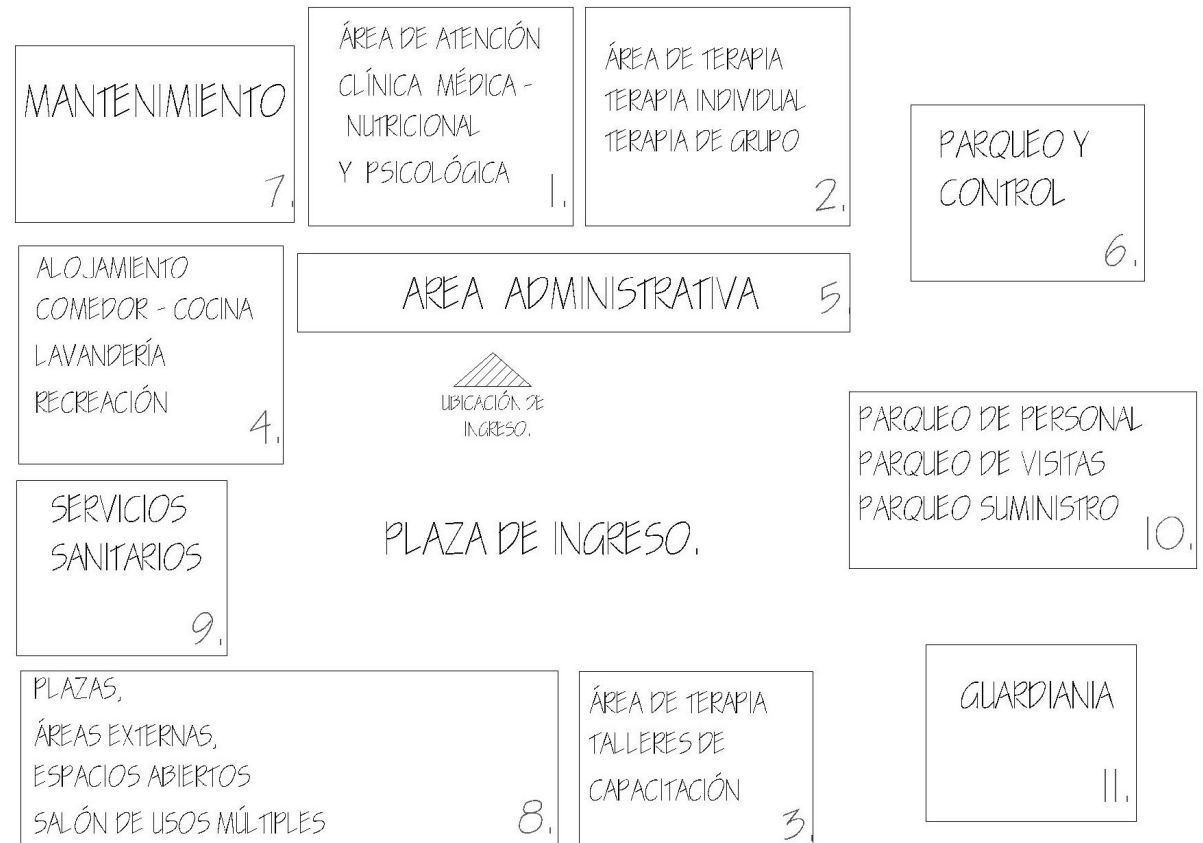 MANTENIMIENTO
7.
ÁREA DE ATENCIÓN
CLÍNICA MÉDICA -
NUTRICIONAL
Y PSICOLÓGICA
1.
ÁREA DE TERAPIA
TERAPIA INDIVIDUAL
TERAPIA DE GRUPO
2.
PARQUEO Y
CONTROL
6.
ALOJAMIENTO
COMEDOR - COCINA
LAVANDERÍA
RECREACIÓN
4.
AREA ADMINISTRATIVA
5.
UBICACIÓN DE
INGRESO.
PARQUEO DE PERSONAL
PARQUEO DE VISITAS
PARQUEO SUMINISTRO
10.
SERVICIOS
SANITARIOS
9.
PLAZA DE INGRESO.
PLAZAS,
ÁREAS EXTERNAS,
ESPACIOS ABIERTOS
SALÓN DE USOS MÚLTIPLES
8.
ÁREA DE TERAPIA
TALLERES DE
CAPACITACIÓN
3.
GUARDIANIA
11.